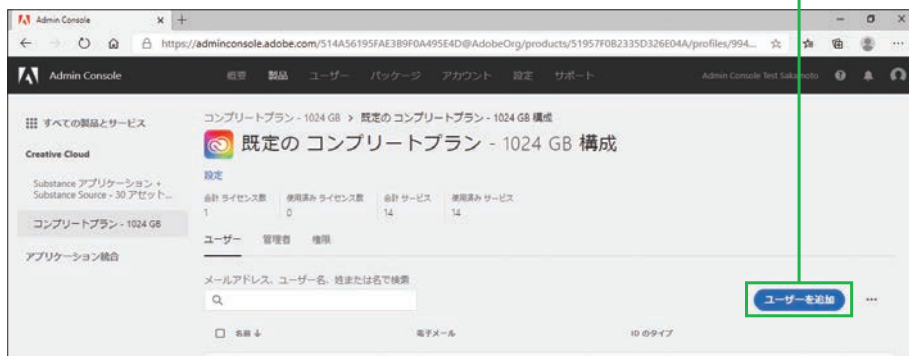 Admin Console
https://adminconsole.adobe.com/514A56195FAE3B9F0A495E4D@AdobeOrg/products/51957F0B2335D326E04A/profiles/994...
Admin Console 概要 製品 ユーザー パッケージ アカウント 設定 サポート Admin Console Test Sakamoto
すべての製品とサービス
コンプリートプラン - 1024 GB > 既定の コンプリートプラン - 1024 GB 構成
既定の コンプリートプラン - 1024 GB 構成
Creative Cloud
設定
Substance アプリケーション +
Substance Source - 30 アセット...
合計 ライセンス数 使用済み ライセンス数 合計 サービス 使用済み サービス
1 0 14 14
コンプリートプラン - 1024 GB
ユーザー 管理者 権限
アプリケーション統合
メールアドレス、ユーザー名、姓または名で検索
ユーザーを追加
名前 電子メール ID のタイプ